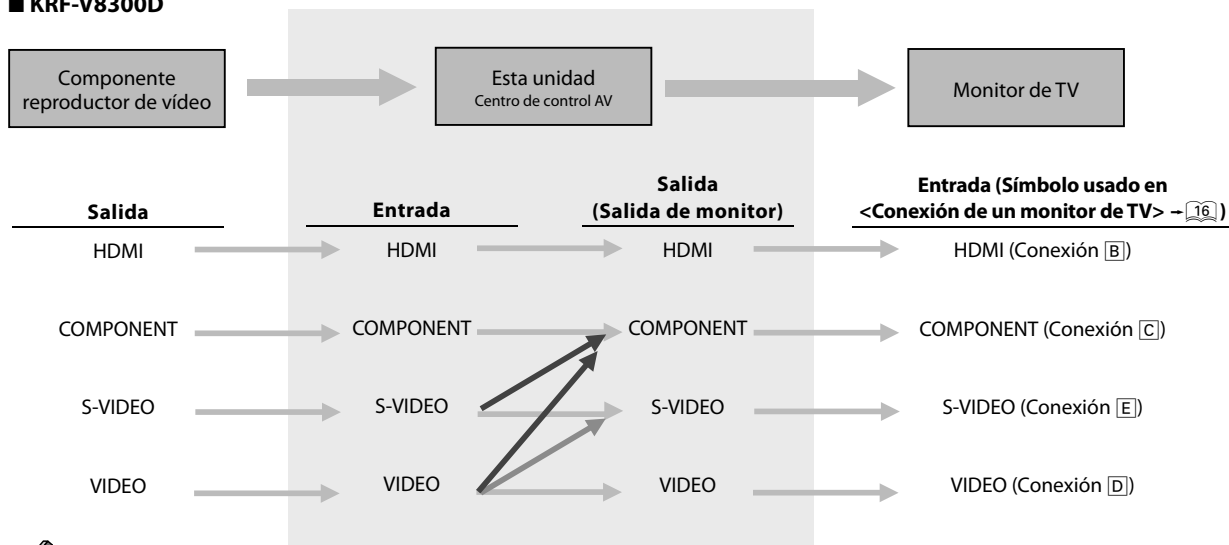 ■ KRF-V8300D
Componente
reproductor de vídeo
Esta unidad
Centro de control AV
Monitor de TV
Salida
Entrada
Salida
(Salida de monitor)
Entrada (Símbolo usado en
<Conexión de un monitor de TV> →16)
HDMI HDMI HDMI HDMI (Conexión B)
COMPONENT COMPONENT COMPONENT COMPONENT (Conexión C)
S-VIDEO S-VIDEO S-VIDEO S-VIDEO (Conexión E)
VIDEO VIDEO VIDEO VIDEO (Conexión D)